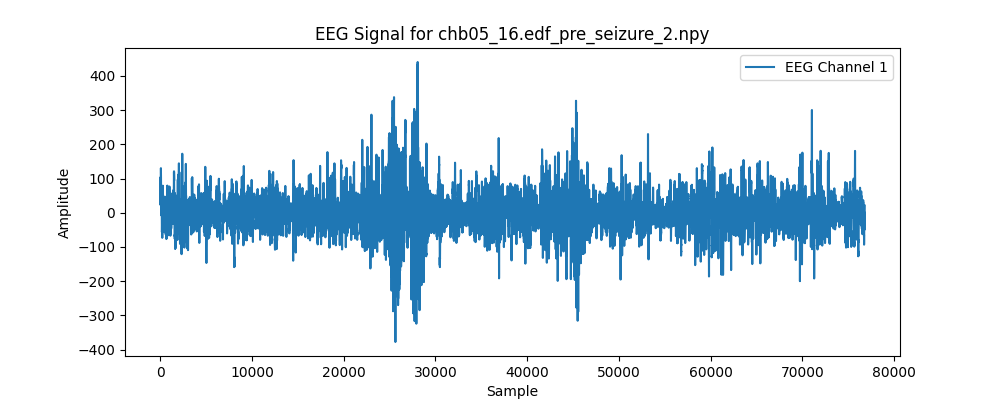 EEG Signal for chb05_16.edf_pre_seizure_2.npy
EEG Channel 1
Amplitude
400
300
200
100
0
−100
−200
−300
−400
0 10000 20000 30000 40000 50000 60000 70000 80000
Sample